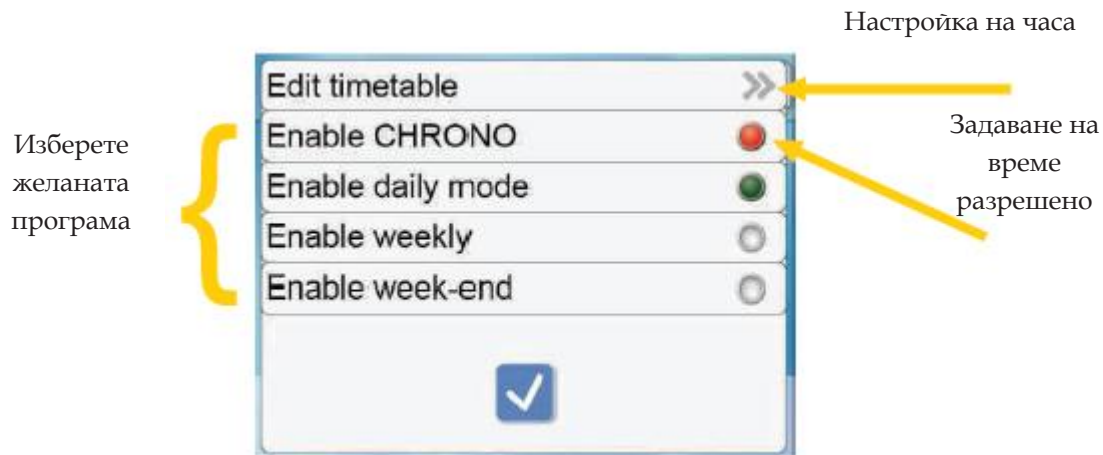 Настройка на часа
Edit timetable
Enable CHRONO
Enable daily mode
Enable weekly
Enable week-end
Изберете
желаната
програма
Задаване на
време
разрешено